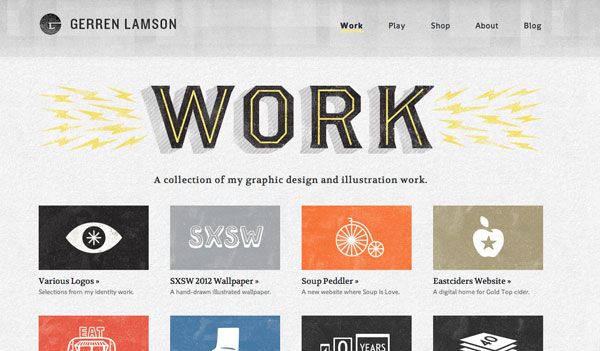 GERREN LAMSON
Work Play Shop About Blog
WORK
A collection of my graphic design and illustration work.
SXSW
Various Logos »
Selections from my identity work.
SXSW 2012 Wallpaper »
A hand-drawn illustrated wallpaper.
Soup Peddler »
A new website where Soup Is Love.
Eastciders Website »
A digital home for Gold Top cider.
EAT
YEARS
40